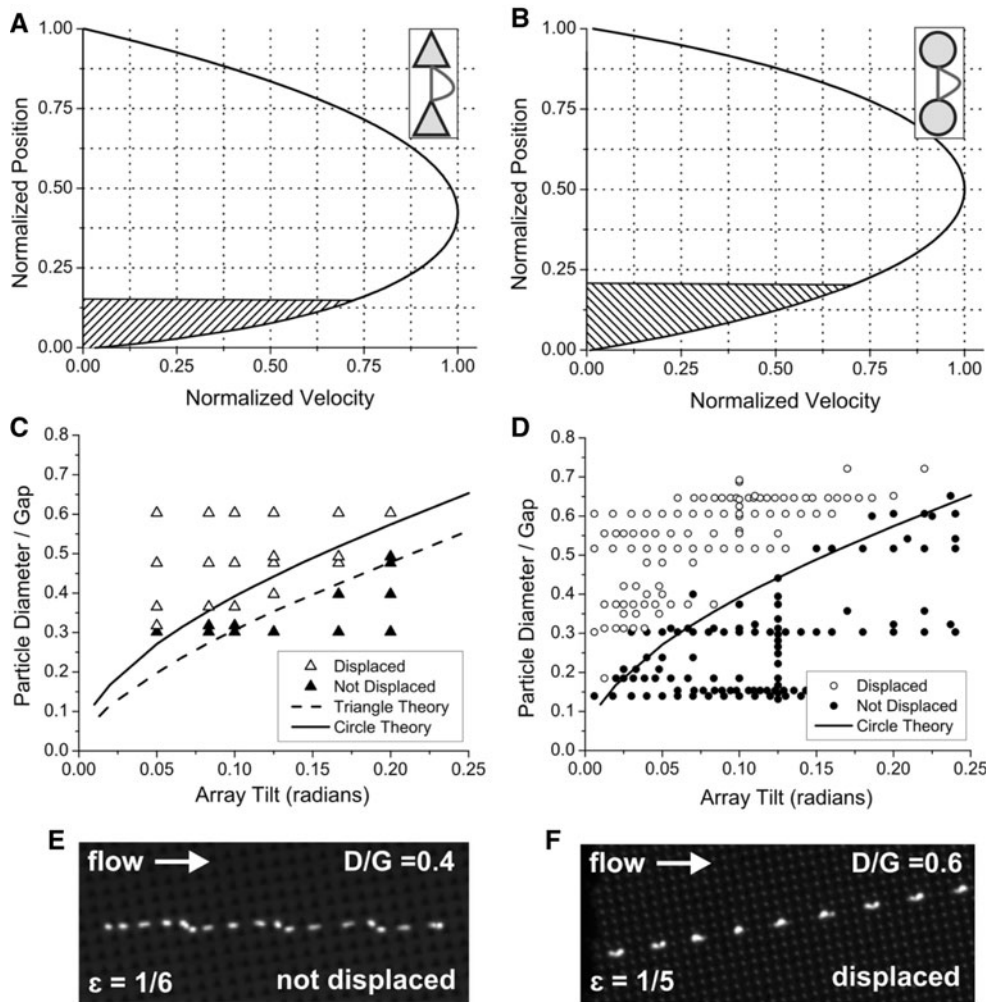 A
Normalized Position
1.00
0.75
0.50
0.25
0.00
0.00 0.25 0.50 0.75 1.00
Normalized Velocity
B
Normalized Position
1.00
0.75
0.50
0.25
0.00
0.00 0.25 0.50 0.75 1.00
Normalized Velocity
C
Particle Diameter / Gap
0.8
0.7
0.6
0.5
0.4
0.3
0.2
0.1
0.0
Displaced
Not Displaced
Triangle Theory
Circle Theory
0.00 0.05 0.10 0.15 0.20 0.25
Array Tilt (radians)
D
Particle Diameter / Gap
0.8
0.7
0.6
0.5
0.4
0.3
0.2
0.1
0.0
Displaced
Not Displaced
Circle Theory
0.00 0.05 0.10 0.15 0.20 0.25
Array Tilt (radians)
E
flow D/G =0.4
ε = 1/6 not displaced
F
flow D/G =0.6
ε = 1/5 displaced